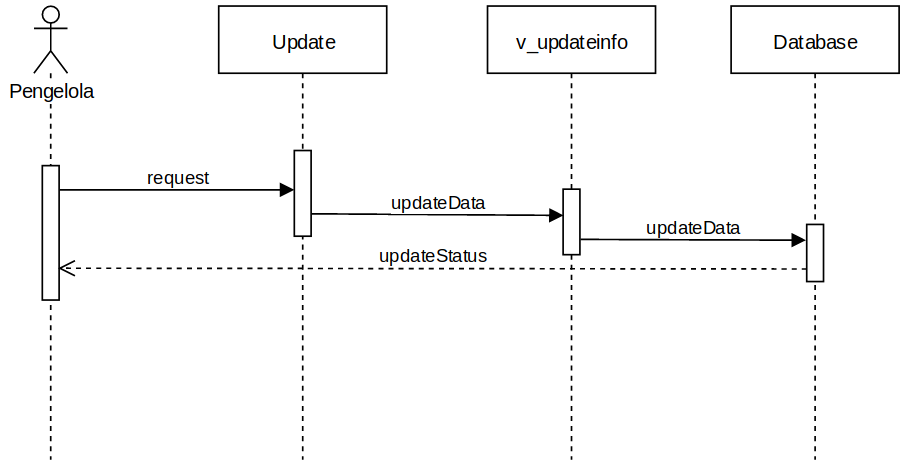 Update
v_updateinfo
Database
Pengelola
request
updateData
updateData
updateStatus